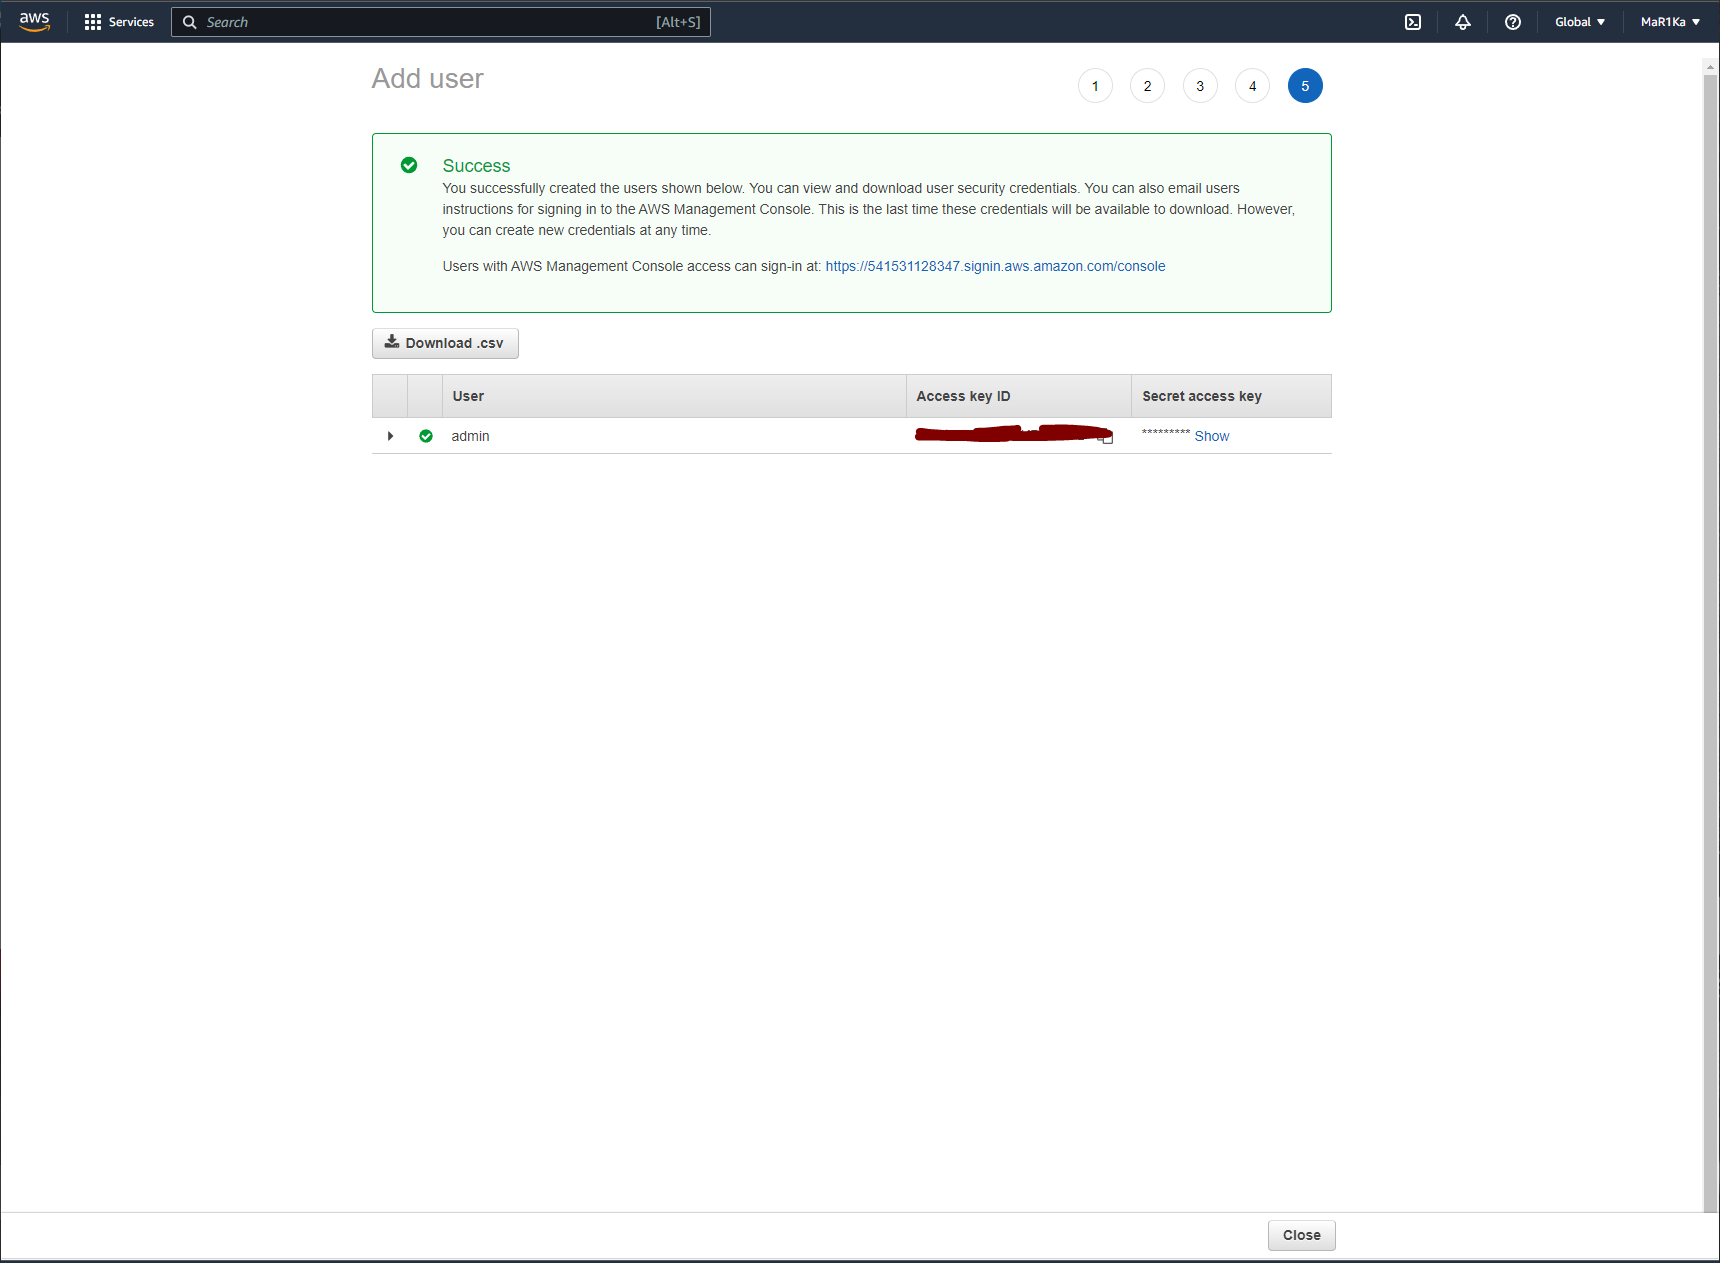 aws Services Search [Alt+S] Global MaR1Ka
Add user
1 2 3 4 5
Success
You successfully created the users shown below. You can view and download user security credentials. You can also email users
instructions for signing in to the AWS Management Console. This is the last time these credentials will be available to download. However,
you can create new credentials at any time.
Users with AWS Management Console access can sign-in at: https://541531128347.signin.aws.amazon.com/console
Download .csv
User Access key ID Secret access key
admin ********* Show
Close